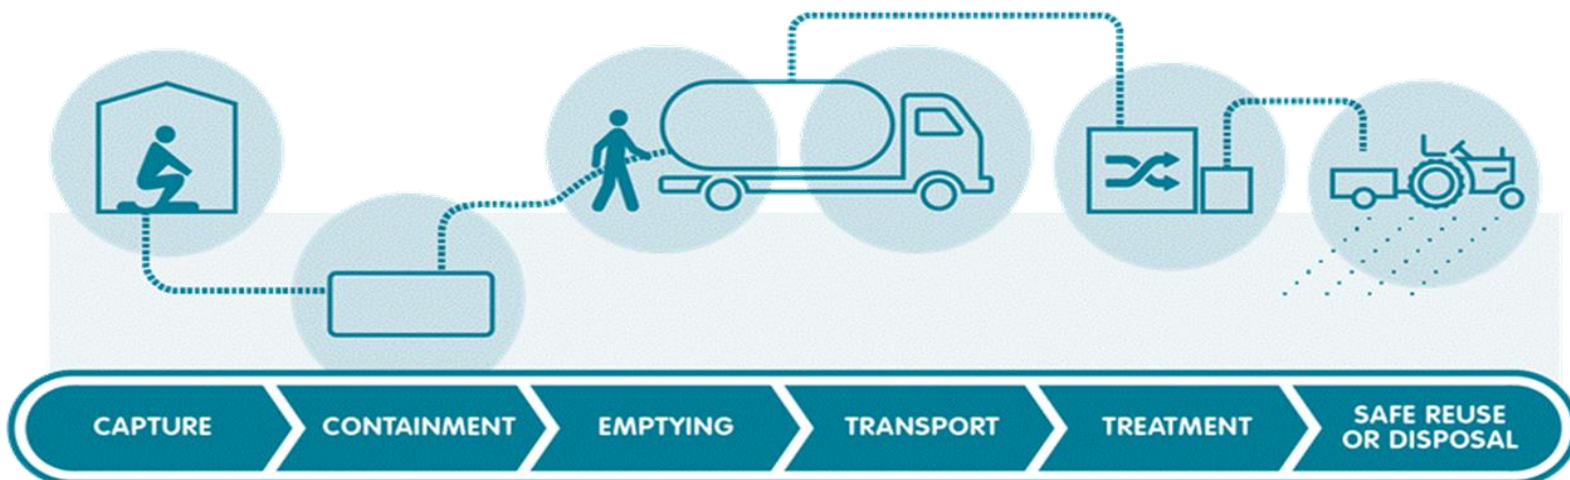 CAPTURE
CONTAINMENT
EMPTYING
TRANSPORT
TREATMENT
SAFE REUSE
OR DISPOSAL